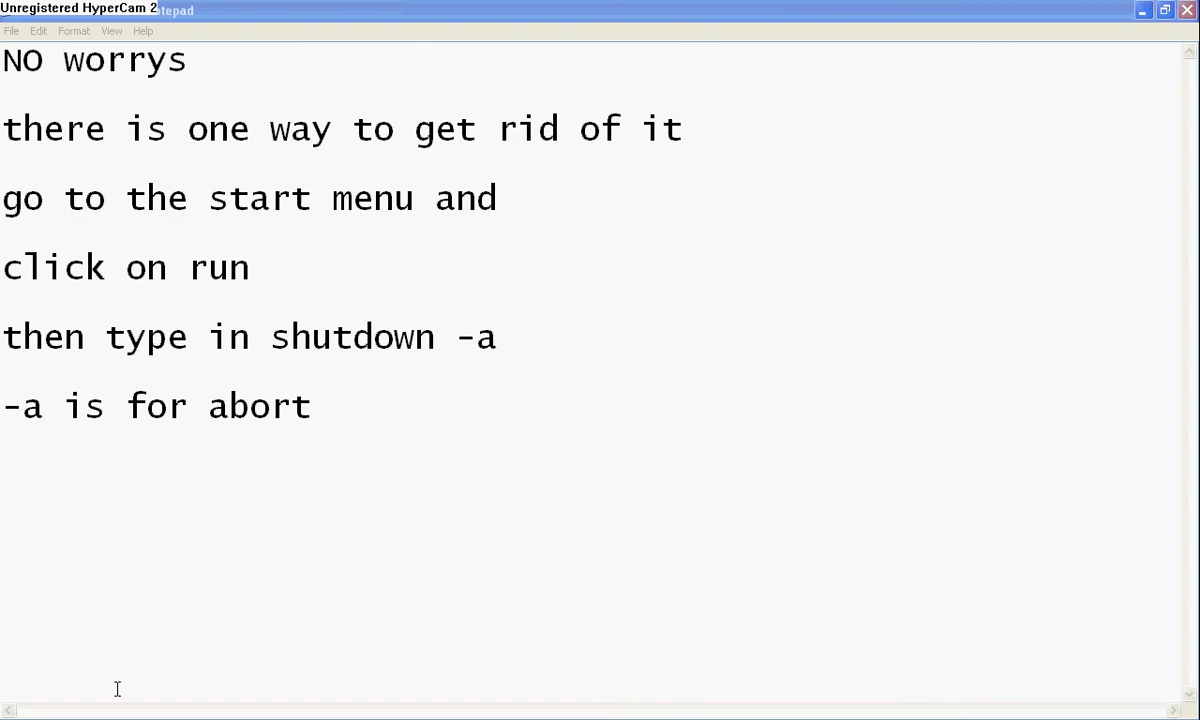 Unregistered HyperCam 2
tepad
File Edit Format View Help
NO worrys
there is one way to get rid of it
go to the start menu and
click on run
then type in shutdown -a
-a is for abort